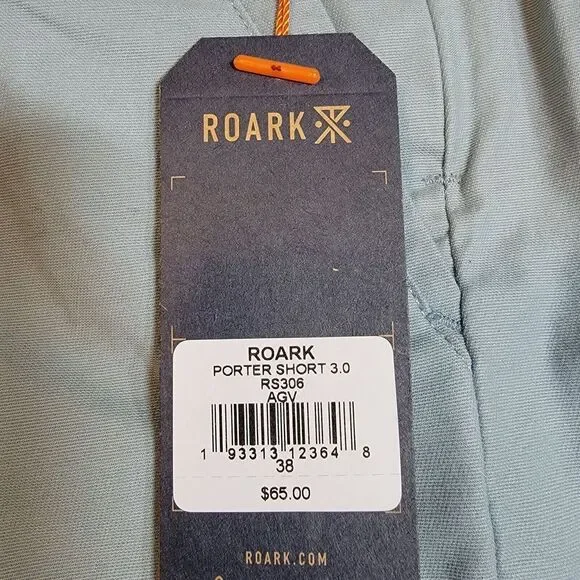 ROARK
ROARK
PORTER SHORT 3.0
RS306
AGV
1 93313 12364 8
38
$65.00
ROARK.COM